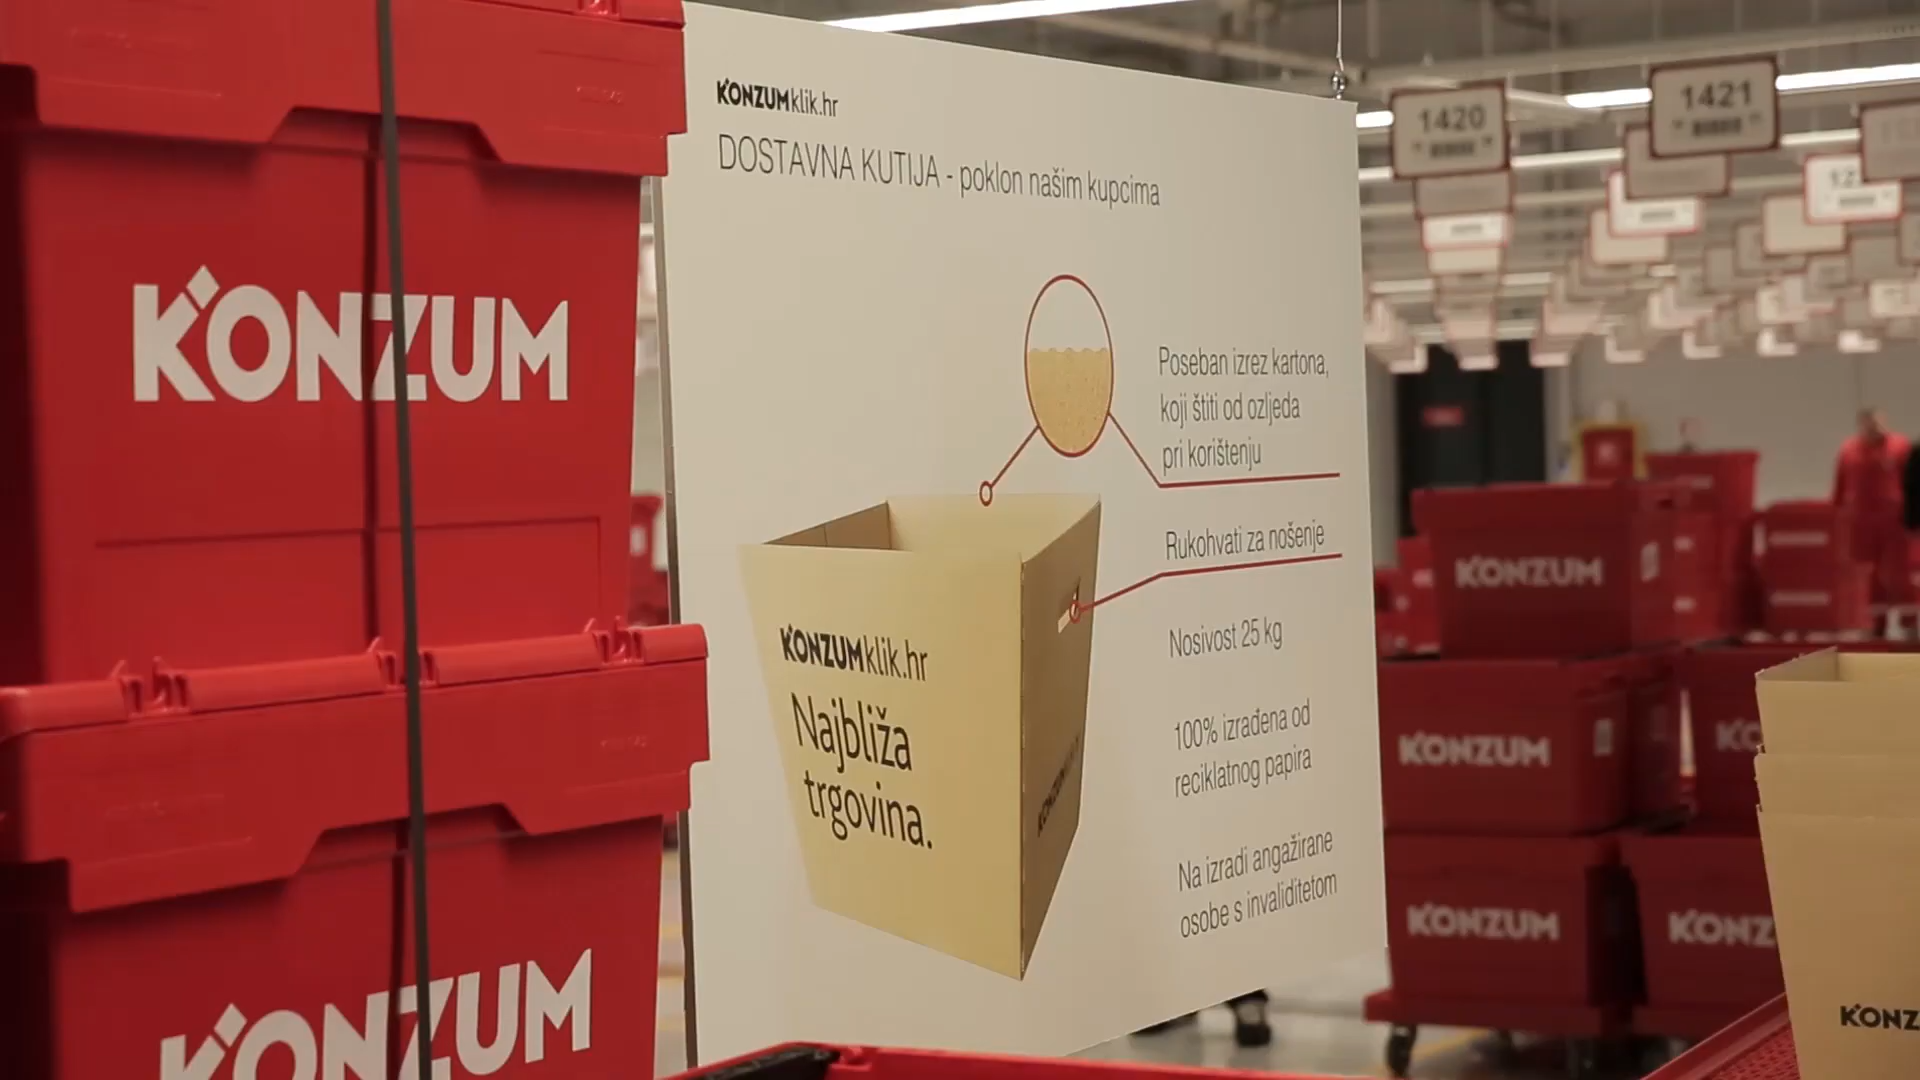 KONZUM
KONZUM
KONZUMklik.hr
DOSTAVNA KUTIJA - poklon našim kupcima
Poseban izrez kartona,
koji štiti od ozljeda
pri korištenju
Rukohvati za nošenje
Nosivost 25 kg
100% izrađena od
reciklatnog papira
Na izradi angažirane
osobe s invaliditetom
KONZUMklik.hr
Najbliža
trgovina.
1420
1421
KONZUM
KONZUM
KONZUM